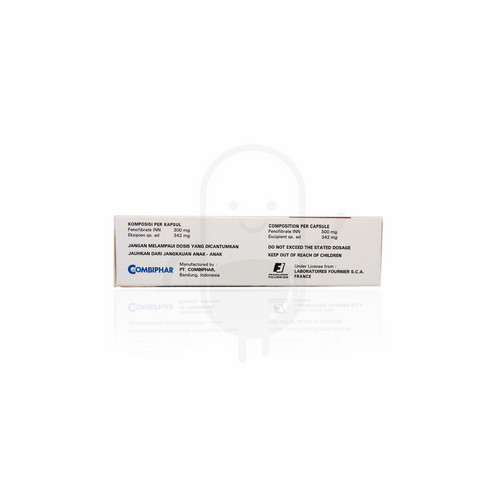 KOMPOSISI PER KAPSUL
Fenofibrate INN 300 mg
Eksipien qs. ad 342 mg
JANGAN MELAMPAUI DOSIS YANG DICANTUMKAN
JAUHKAN DARI JANGKAUAN ANAK - ANAK
COMBIPHAR
Manufactured by
PT. COMBIPHAR,
Bandung, Indonesia
COMPOSITION PER CAPSULE
Fenofibrate INN 300 mg
Excipient qs. ad 342 mg
DO NOT EXCEED THE STATED DOSAGE
KEEP OUT OF REACH OF CHILDREN
FOURNIER
Under License from :
LABORATOIRES FOURNIER S.C.A.
FRANCE